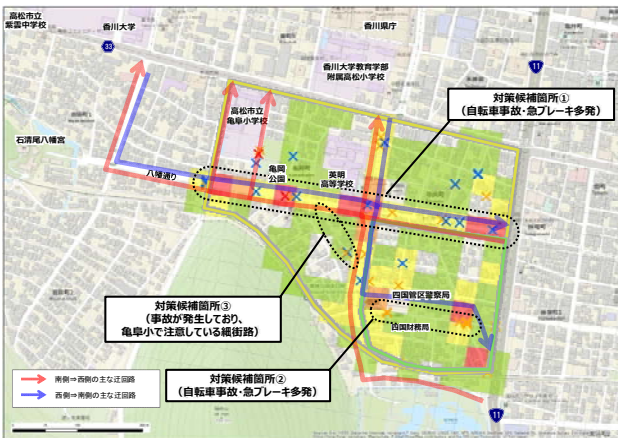 高松市立
紫雲中学校
香川大学
33
香川県庁
香川大学教育学部
附属高松小学校
11
対策候補箇所①
(自転車事故・急ブレーキ多発)
高松市立
亀阜小学校
石清尾八幡宮
八幡通り
亀岡
公園
英明
高等学校
対策候補箇所③
(事故が発生しており、
亀阜小で注意している細街路)
四国管区警察局
四国財務局
対策候補箇所②
(自転車事故・急ブレーキ多発)
南側⇒西側の主な迂回路
西側⇒南側の主な迂回路
11